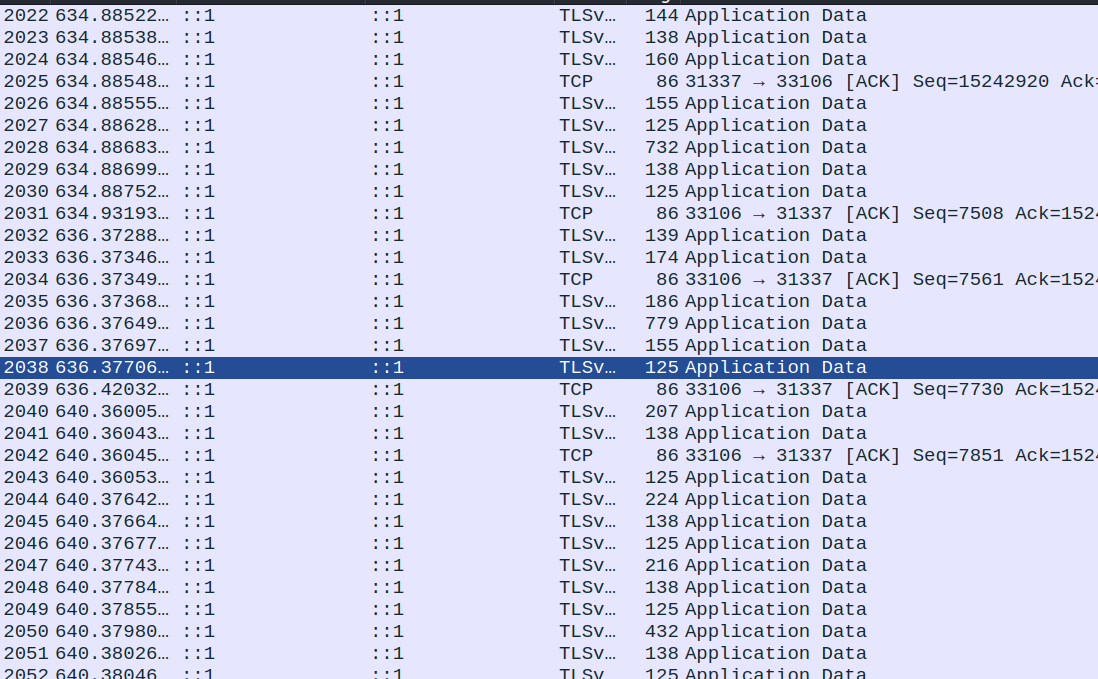 2022 634.88522… ::1 ::1 TLSv… 144 Application Data
2023 634.88538… ::1 ::1 TLSv… 138 Application Data
2024 634.88546… ::1 ::1 TLSv… 160 Application Data
2025 634.88548… ::1 ::1 TCP 86 31337 → 33106 [ACK] Seq=15242920 Ack=
2026 634.88555… ::1 ::1 TLSv… 155 Application Data
2027 634.88628… ::1 ::1 TLSv… 125 Application Data
2028 634.88683… ::1 ::1 TLSv… 732 Application Data
2029 634.88699… ::1 ::1 TLSv… 138 Application Data
2030 634.88752… ::1 ::1 TLSv… 125 Application Data
2031 634.93193… ::1 ::1 TCP 86 33106 → 31337 [ACK] Seq=7508 Ack=1524
2032 636.37288… ::1 ::1 TLSv… 139 Application Data
2033 636.37346… ::1 ::1 TLSv… 174 Application Data
2034 636.37349… ::1 ::1 TCP 86 33106 → 31337 [ACK] Seq=7561 Ack=1524
2035 636.37368… ::1 ::1 TLSv… 186 Application Data
2036 636.37649… ::1 ::1 TLSv… 779 Application Data
2037 636.37697… ::1 ::1 TLSv… 155 Application Data
2038 636.37706… ::1 ::1 TLSv… 125 Application Data
2039 636.42032… ::1 ::1 TCP 86 33106 → 31337 [ACK] Seq=7730 Ack=1524
2040 640.36005… ::1 ::1 TLSv… 207 Application Data
2041 640.36043… ::1 ::1 TLSv… 138 Application Data
2042 640.36045… ::1 ::1 TCP 86 33106 → 31337 [ACK] Seq=7851 Ack=1524
2043 640.36053… ::1 ::1 TLSv… 125 Application Data
2044 640.37642… ::1 ::1 TLSv… 224 Application Data
2045 640.37664… ::1 ::1 TLSv… 138 Application Data
2046 640.37677… ::1 ::1 TLSv… 125 Application Data
2047 640.37743… ::1 ::1 TLSv… 216 Application Data
2048 640.37784… ::1 ::1 TLSv… 138 Application Data
2049 640.37855… ::1 ::1 TLSv… 125 Application Data
2050 640.37980… ::1 ::1 TLSv… 432 Application Data
2051 640.38026… ::1 ::1 TLSv… 138 Application Data
2052 640.38046 ::1 ::1 TLSv 125 Application Data